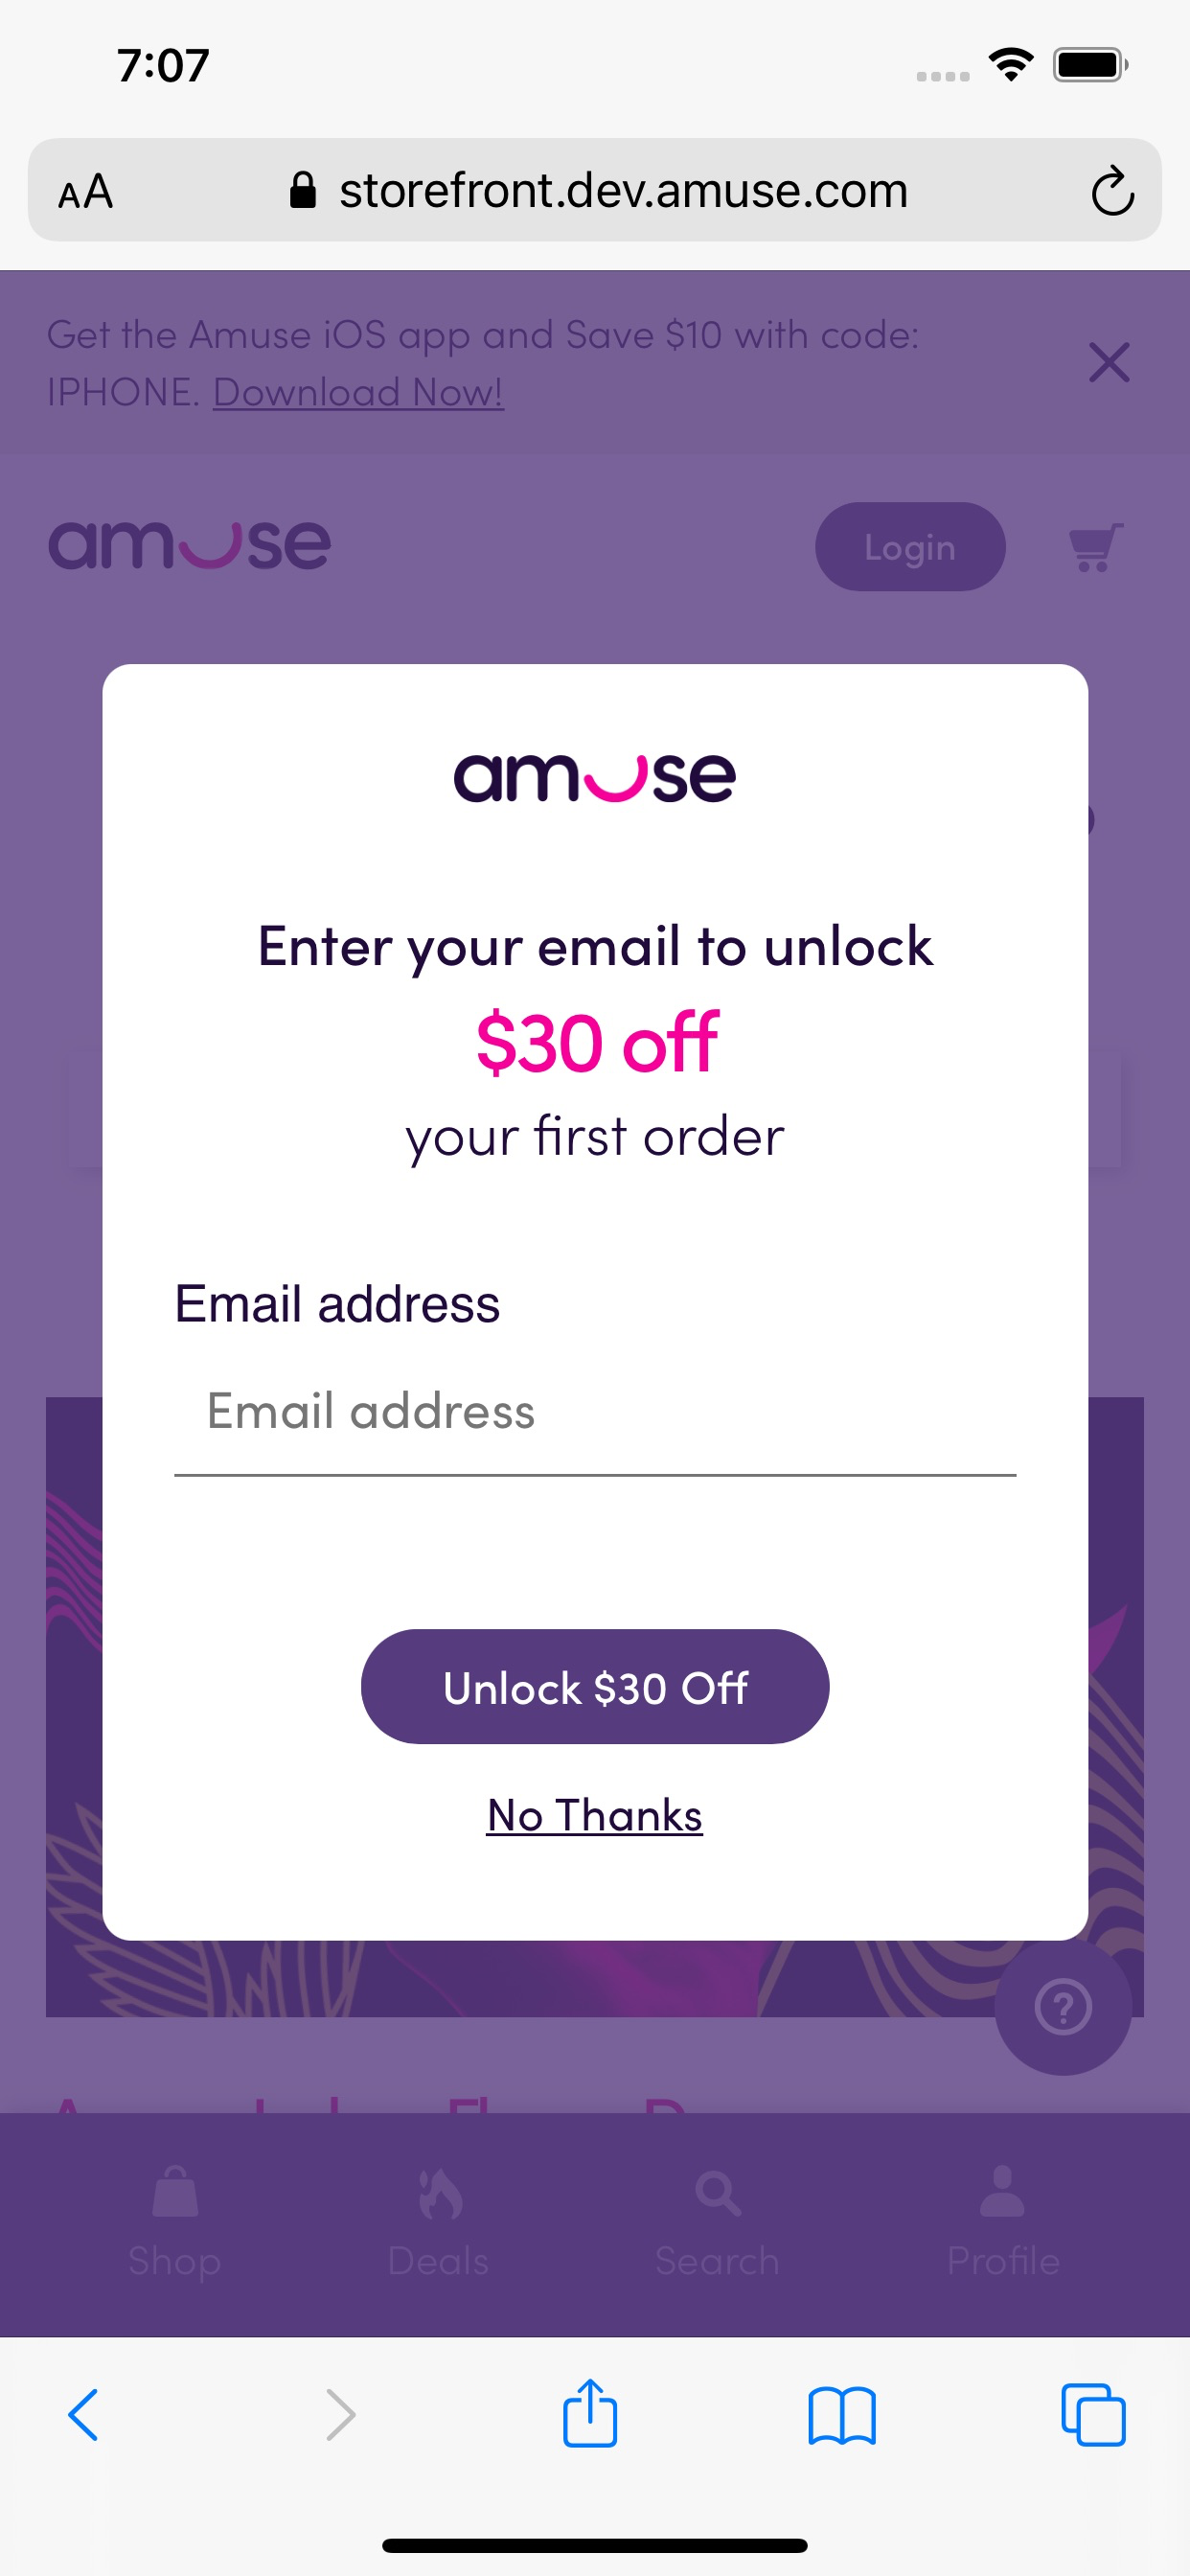 7:07
AA
storefront.dev.amuse.com
Get the Amuse iOS app and Save $10 with code:
IPHONE. Download Now!
amuse
Login
amuse
Enter your email to unlock
$30 off
your first order
Email address
Email address
Unlock $30 Off
No Thanks
?
Shop
Deals
Search
Profile